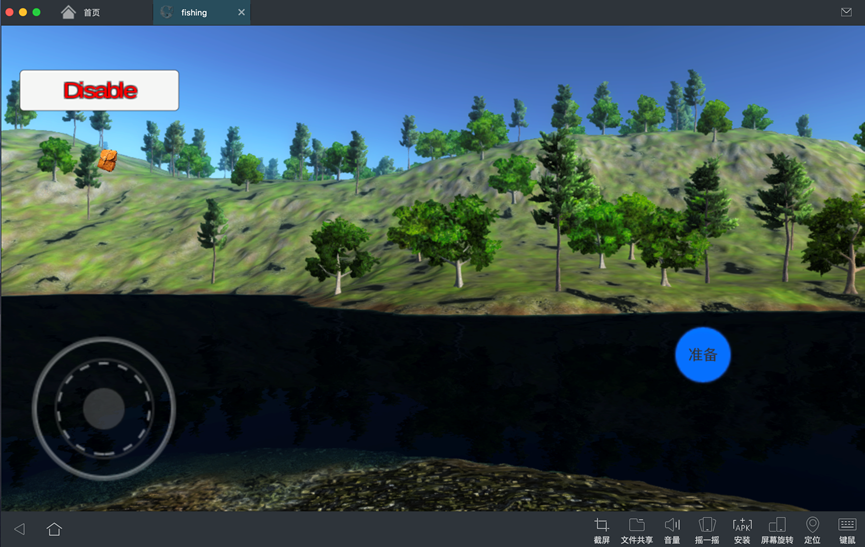 首页
fishing
Disable
准备
截屏
文件共享
音量
摇一摇
APK
安装
屏幕旋转
定位
键鼠